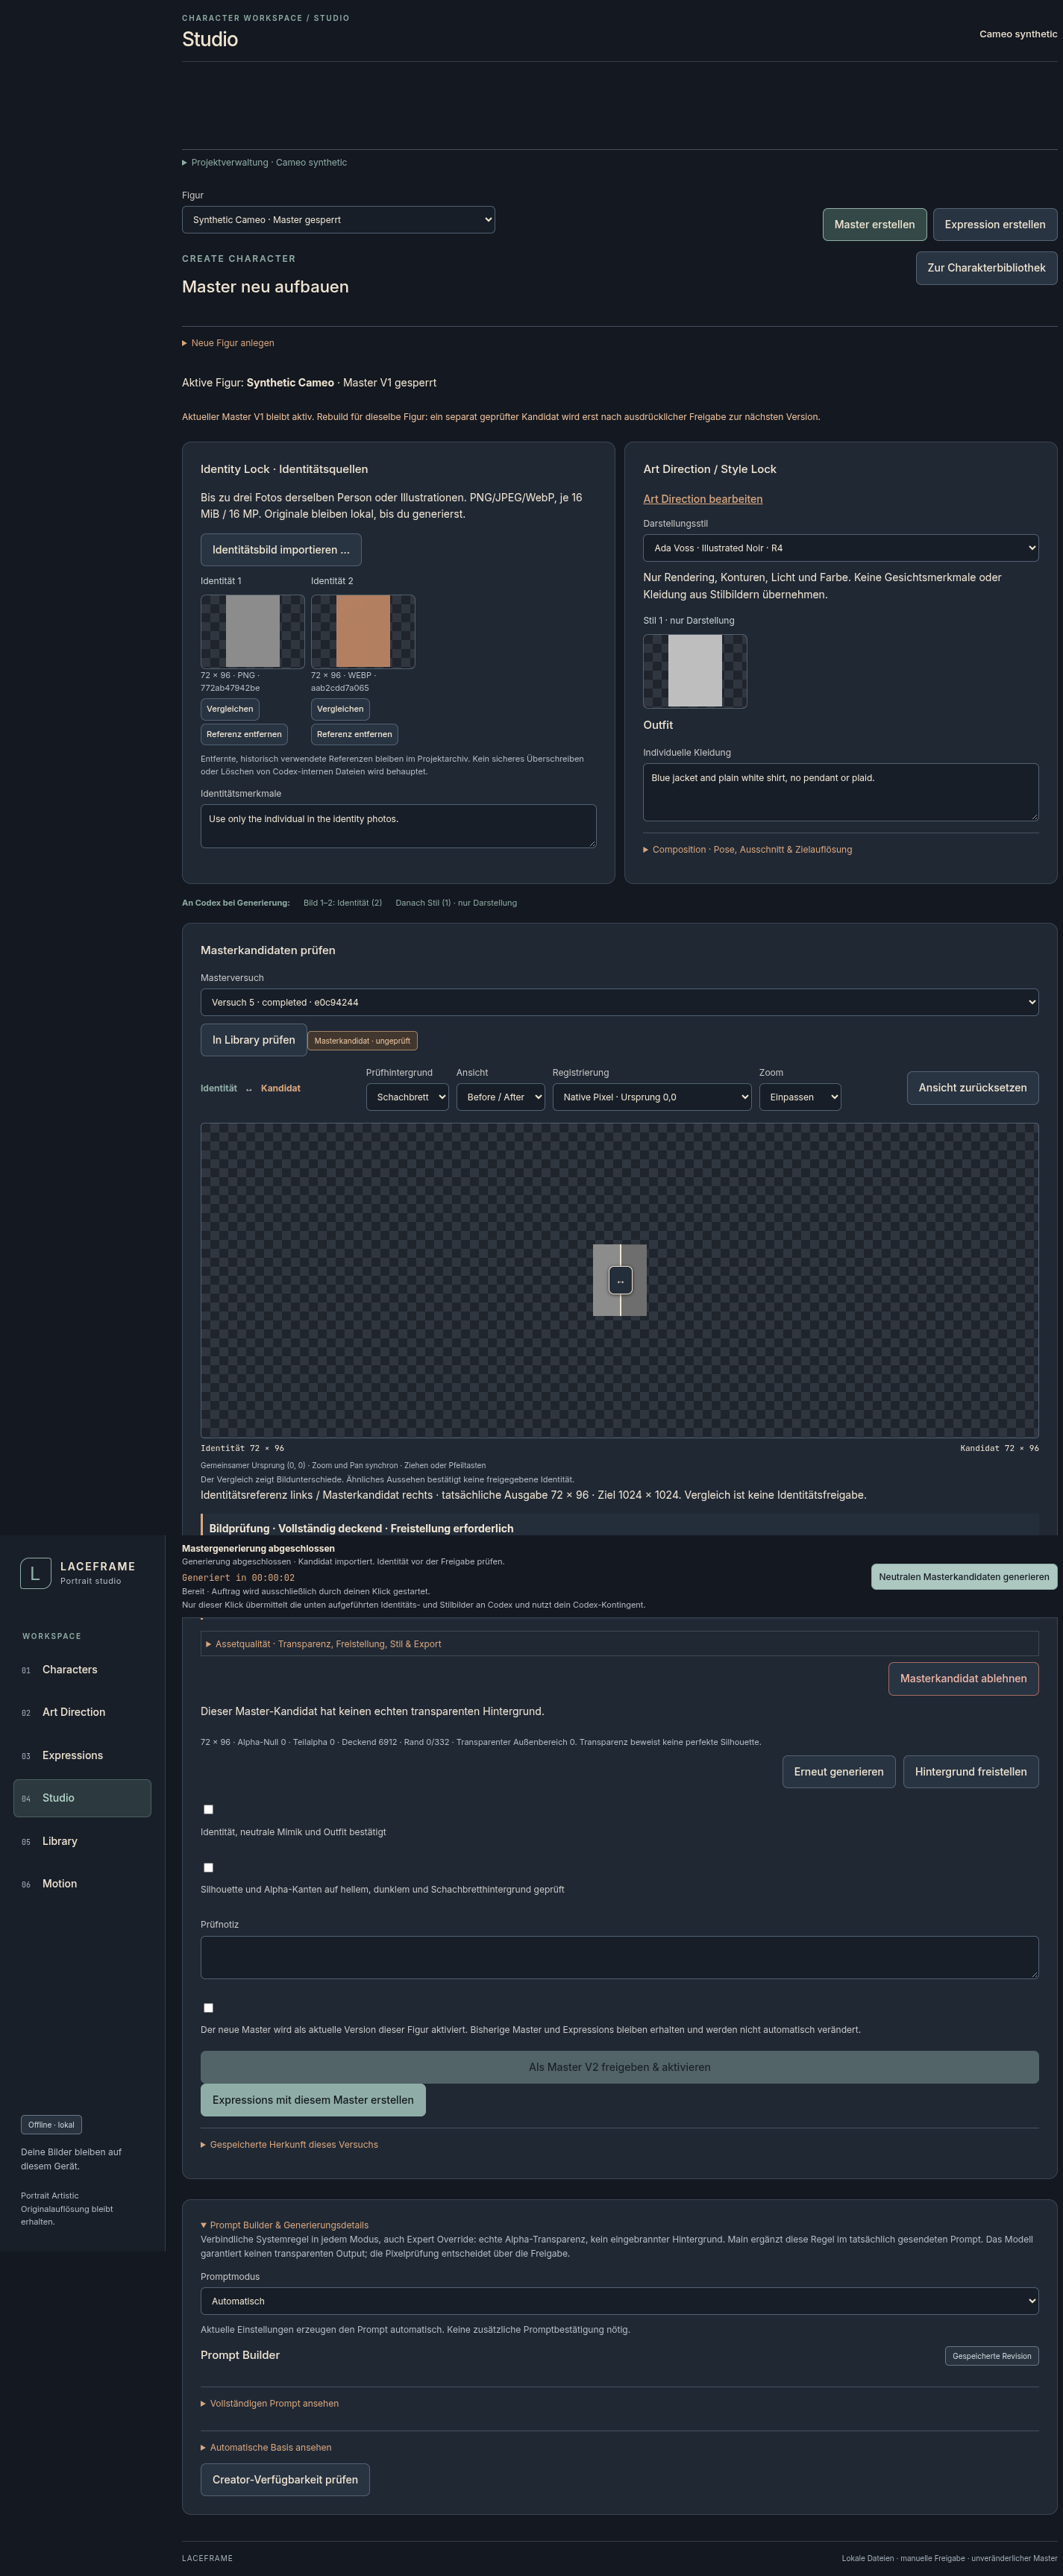 CHARACTER WORKSPACE / STUDIO
Studio
Cameo synthetic
▶ Projektverwaltung · Cameo synthetic
Figur
Synthetic Cameo · Master gesperrt
Master erstellen
Expression erstellen
CREATE CHARACTER
Zur Charakterbibliothek
Master neu aufbauen
▶ Neue Figur anlegen
Aktive Figur: Synthetic Cameo · Master V1 gesperrt
Aktueller Master V1 bleibt aktiv. Rebuild für dieselbe Figur: ein separat geprüfter Kandidat wird erst nach ausdrücklicher Freigabe zur nächsten Version.
Identity Lock · Identitätsquellen
Bis zu drei Fotos derselben Person oder Illustrationen. PNG/JPEG/WebP, je 16
MiB / 16 MP. Originale bleiben lokal, bis du generierst.
Identitätsbild importieren ...
Identität 1
Identität 2
72 × 96 · PNG ·
772ab47942be
72 × 96 · WEBP ·
aab2cdd7a065
Vergleichen
Vergleichen
Referenz entfernen
Referenz entfernen
Entfernte, historisch verwendete Referenzen bleiben im Projektarchiv. Kein sicheres Überschreiben
oder Löschen von Codex-internen Dateien wird behauptet.
Identitätsmerkmale
Use only the individual in the identity photos.
Art Direction / Style Lock
Art Direction bearbeiten
Darstellungsstil
Ada Voss · Illustrated Noir · R4
Nur Rendering, Konturen, Licht und Farbe. Keine Gesichtsmerkmale oder
Kleidung aus Stilbildern übernehmen.
Stil 1 · nur Darstellung
Outfit
Individuelle Kleidung
Blue jacket and plain white shirt, no pendant or plaid.
▶ Composition · Pose, Ausschnitt & Zielauflösung
An Codex bei Generierung: Bild 1–2: Identität (2) Danach Stil (1) · nur Darstellung
Masterkandidaten prüfen
Masterversuch
Versuch 5 · completed · e0c94244
In Library prüfen
Masterkandidat · ungeprüft
Identität ↔ Kandidat
Prüfhintergrund
Schachbrett
Ansicht
Before / After
Registrierung
Native Pixel · Ursprung 0,0
Zoom
Einpassen
Ansicht zurücksetzen
↔
Identität 72 × 96
Kandidat 72 × 96
Gemeinsamer Ursprung (0, 0) · Zoom und Pan synchron · Ziehen oder Pfeiltasten
Der Vergleich zeigt Bildunterschiede. Ähnliches Aussehen bestätigt keine freigegebene Identität.
Identitätsreferenz links / Masterkandidat rechts · tatsächliche Ausgabe 72 × 96 · Ziel 1024 × 1024. Vergleich ist keine Identitätsfreigabe.
Bildprüfung · Vollständig deckend · Freistellung erforderlich
L
LACEFRAME
Portrait studio
WORKSPACE
01 Characters
02 Art Direction
03 Expressions
04 Studio
05 Library
06 Motion
Offline · lokal
Deine Bilder bleiben auf
diesem Gerät.
Portrait Artistic
Originalauflösung bleibt
erhalten.
Mastergenerierung abgeschlossen
Generierung abgeschlossen · Kandidat importiert. Identität vor der Freigabe prüfen.
Generiert in 00:00:02
Bereit · Auftrag wird ausschließlich durch deinen Klick gestartet.
Nur dieser Klick übermittelt die unten aufgeführten Identitäts- und Stilbilder an Codex und nutzt dein Codex-Kontingent.
Neutralen Masterkandidaten generieren
▶ Assetqualität · Transparenz, Freistellung, Stil & Export
Masterkandidat ablehnen
Dieser Master-Kandidat hat keinen echten transparenten Hintergrund.
72 × 96 · Alpha-Null 0 · Teilalpha 0 · Deckend 6912 · Rand 0/332 · Transparenter Außenbereich 0. Transparenz beweist keine perfekte Silhouette.
Erneut generieren
Hintergrund freistellen
Identität, neutrale Mimik und Outfit bestätigt
Silhouette und Alpha-Kanten auf hellem, dunklem und Schachbretthintergrund geprüft
Prüfnotiz
Der neue Master wird als aktuelle Version dieser Figur aktiviert. Bisherige Master und Expressions bleiben erhalten und werden nicht automatisch verändert.
Als Master V2 freigeben & aktivieren
Expressions mit diesem Master erstellen
▶ Gespeicherte Herkunft dieses Versuchs
▼ Prompt Builder & Generierungsdetails
Verbindliche Systemregel in jedem Modus, auch Expert Override: echte Alpha-Transparenz, kein eingebrannter Hintergrund. Main ergänzt diese Regel im tatsächlich gesendeten Prompt. Das Modell
garantiert keinen transparenten Output; die Pixelprüfung entscheidet über die Freigabe.
Promptmodus
Automatisch
Aktuelle Einstellungen erzeugen den Prompt automatisch. Keine zusätzliche Promptbestätigung nötig.
Prompt Builder
Gespeicherte Revision
▶ Vollständigen Prompt ansehen
▶ Automatische Basis ansehen
Creator-Verfügbarkeit prüfen
LACEFRAME
Lokale Dateien · manuelle Freigabe · unveränderlicher Master